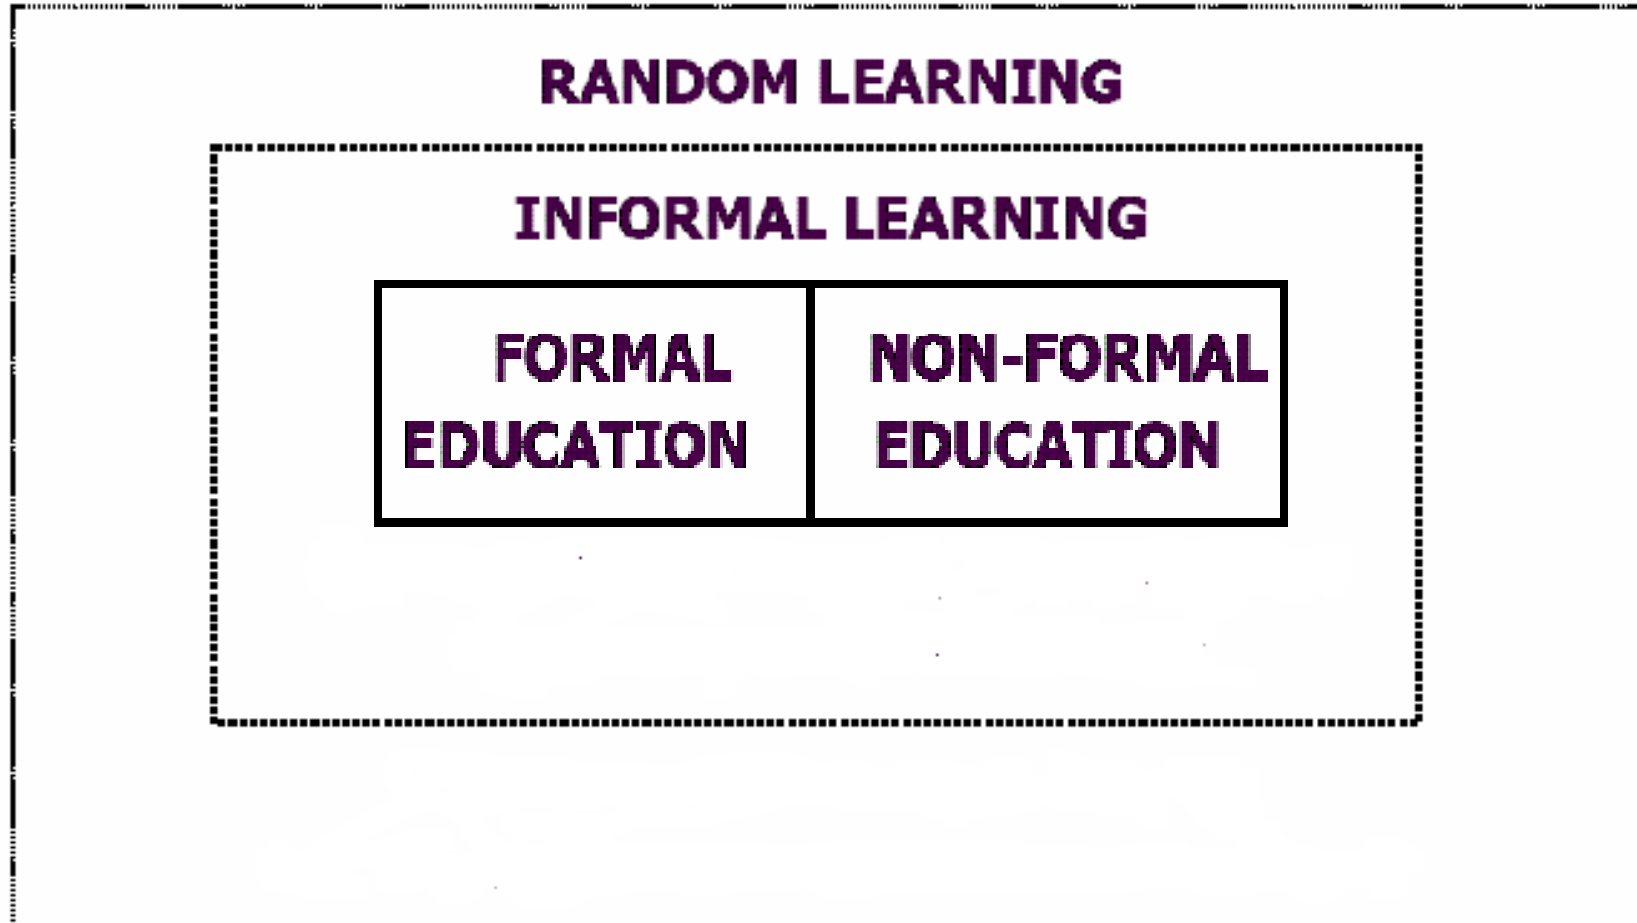 RANDOM LEARNING
INFORMAL LEARNING
FORMAL
EDUCATION
NON-FORMAL
EDUCATION